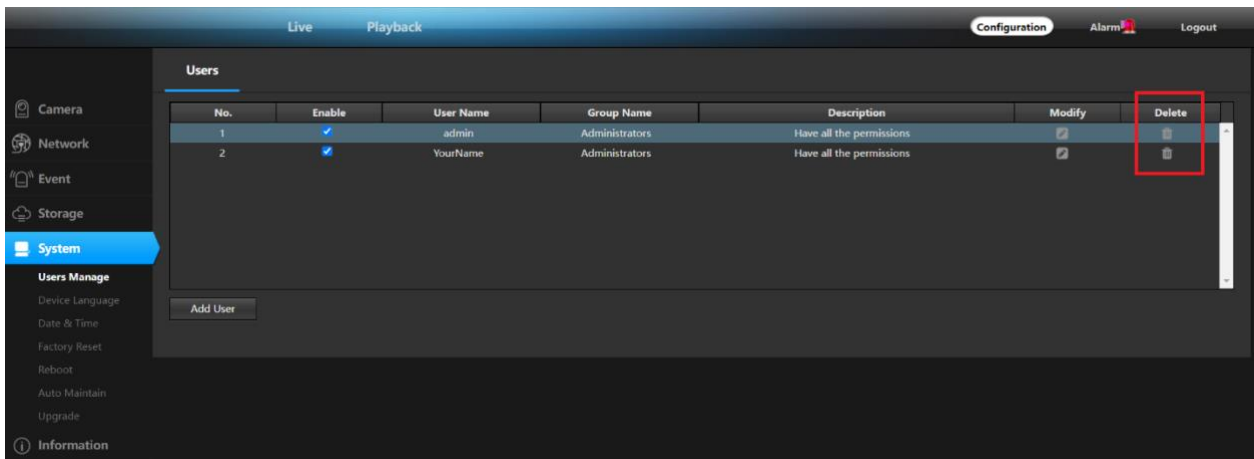 Live Playback Configuration Alarm Logout
Users
Camera
Network
Event
Storage
System
Users Manage
Device Language
Date & Time
Factory Reset
Reboot
Auto Maintain
Upgrade
Information
No. Enable User Name Group Name Description Modify Delete
1 admin Administrators Have all the permissions
2 YourName Administrators Have all the permissions
Add User